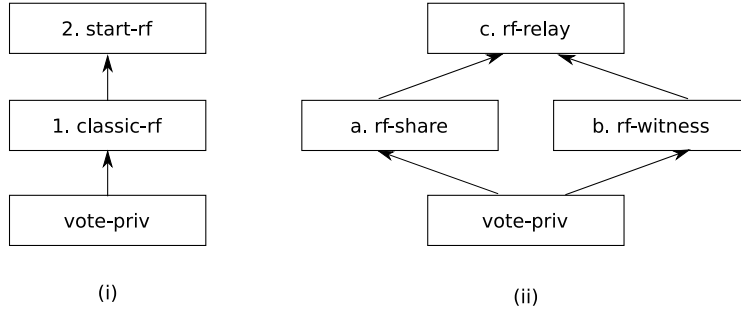 2. start-rf
1. classic-rf
vote-priv
(i)
c. rf-relay
a. rf-share
b. rf-witness
vote-priv
(ii)